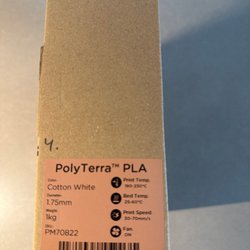 4.
PolyTerra™ PLA
Color:
Cotton White
Diameter:
1.75mm
Weight:
1kg
SKU:
PM70822
Print Temp.
190-230°C
Bed Temp.
25-60°C
Print Speed
30-70mm/s
Fan
ON